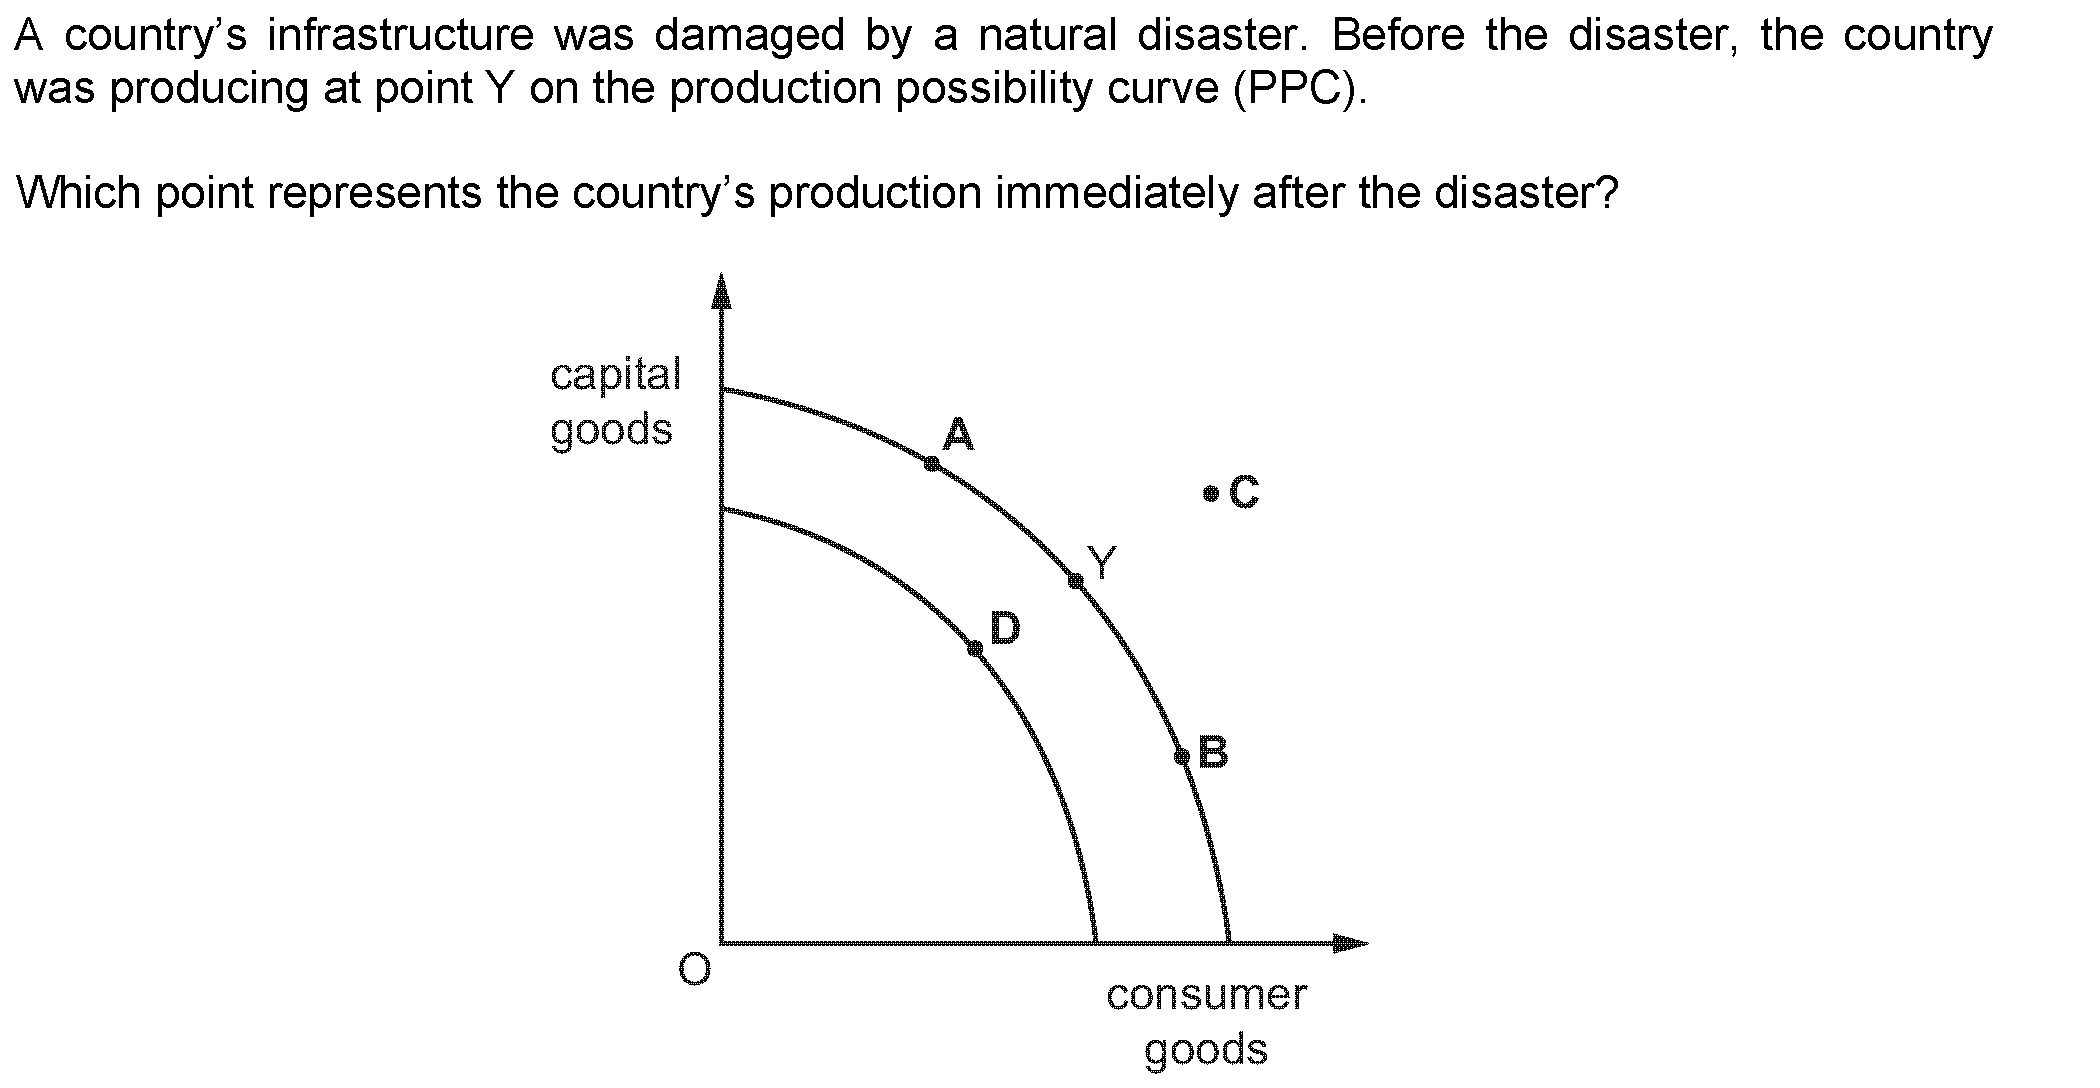 A country's infrastructure was damaged by a natural disaster. Before the disaster, the country
was producing at point Y on the production possibility curve (PPC).
Which point represents the country's production immediately after the disaster?
capital
goods
A
C
Y
D
B
O
consumer
goods